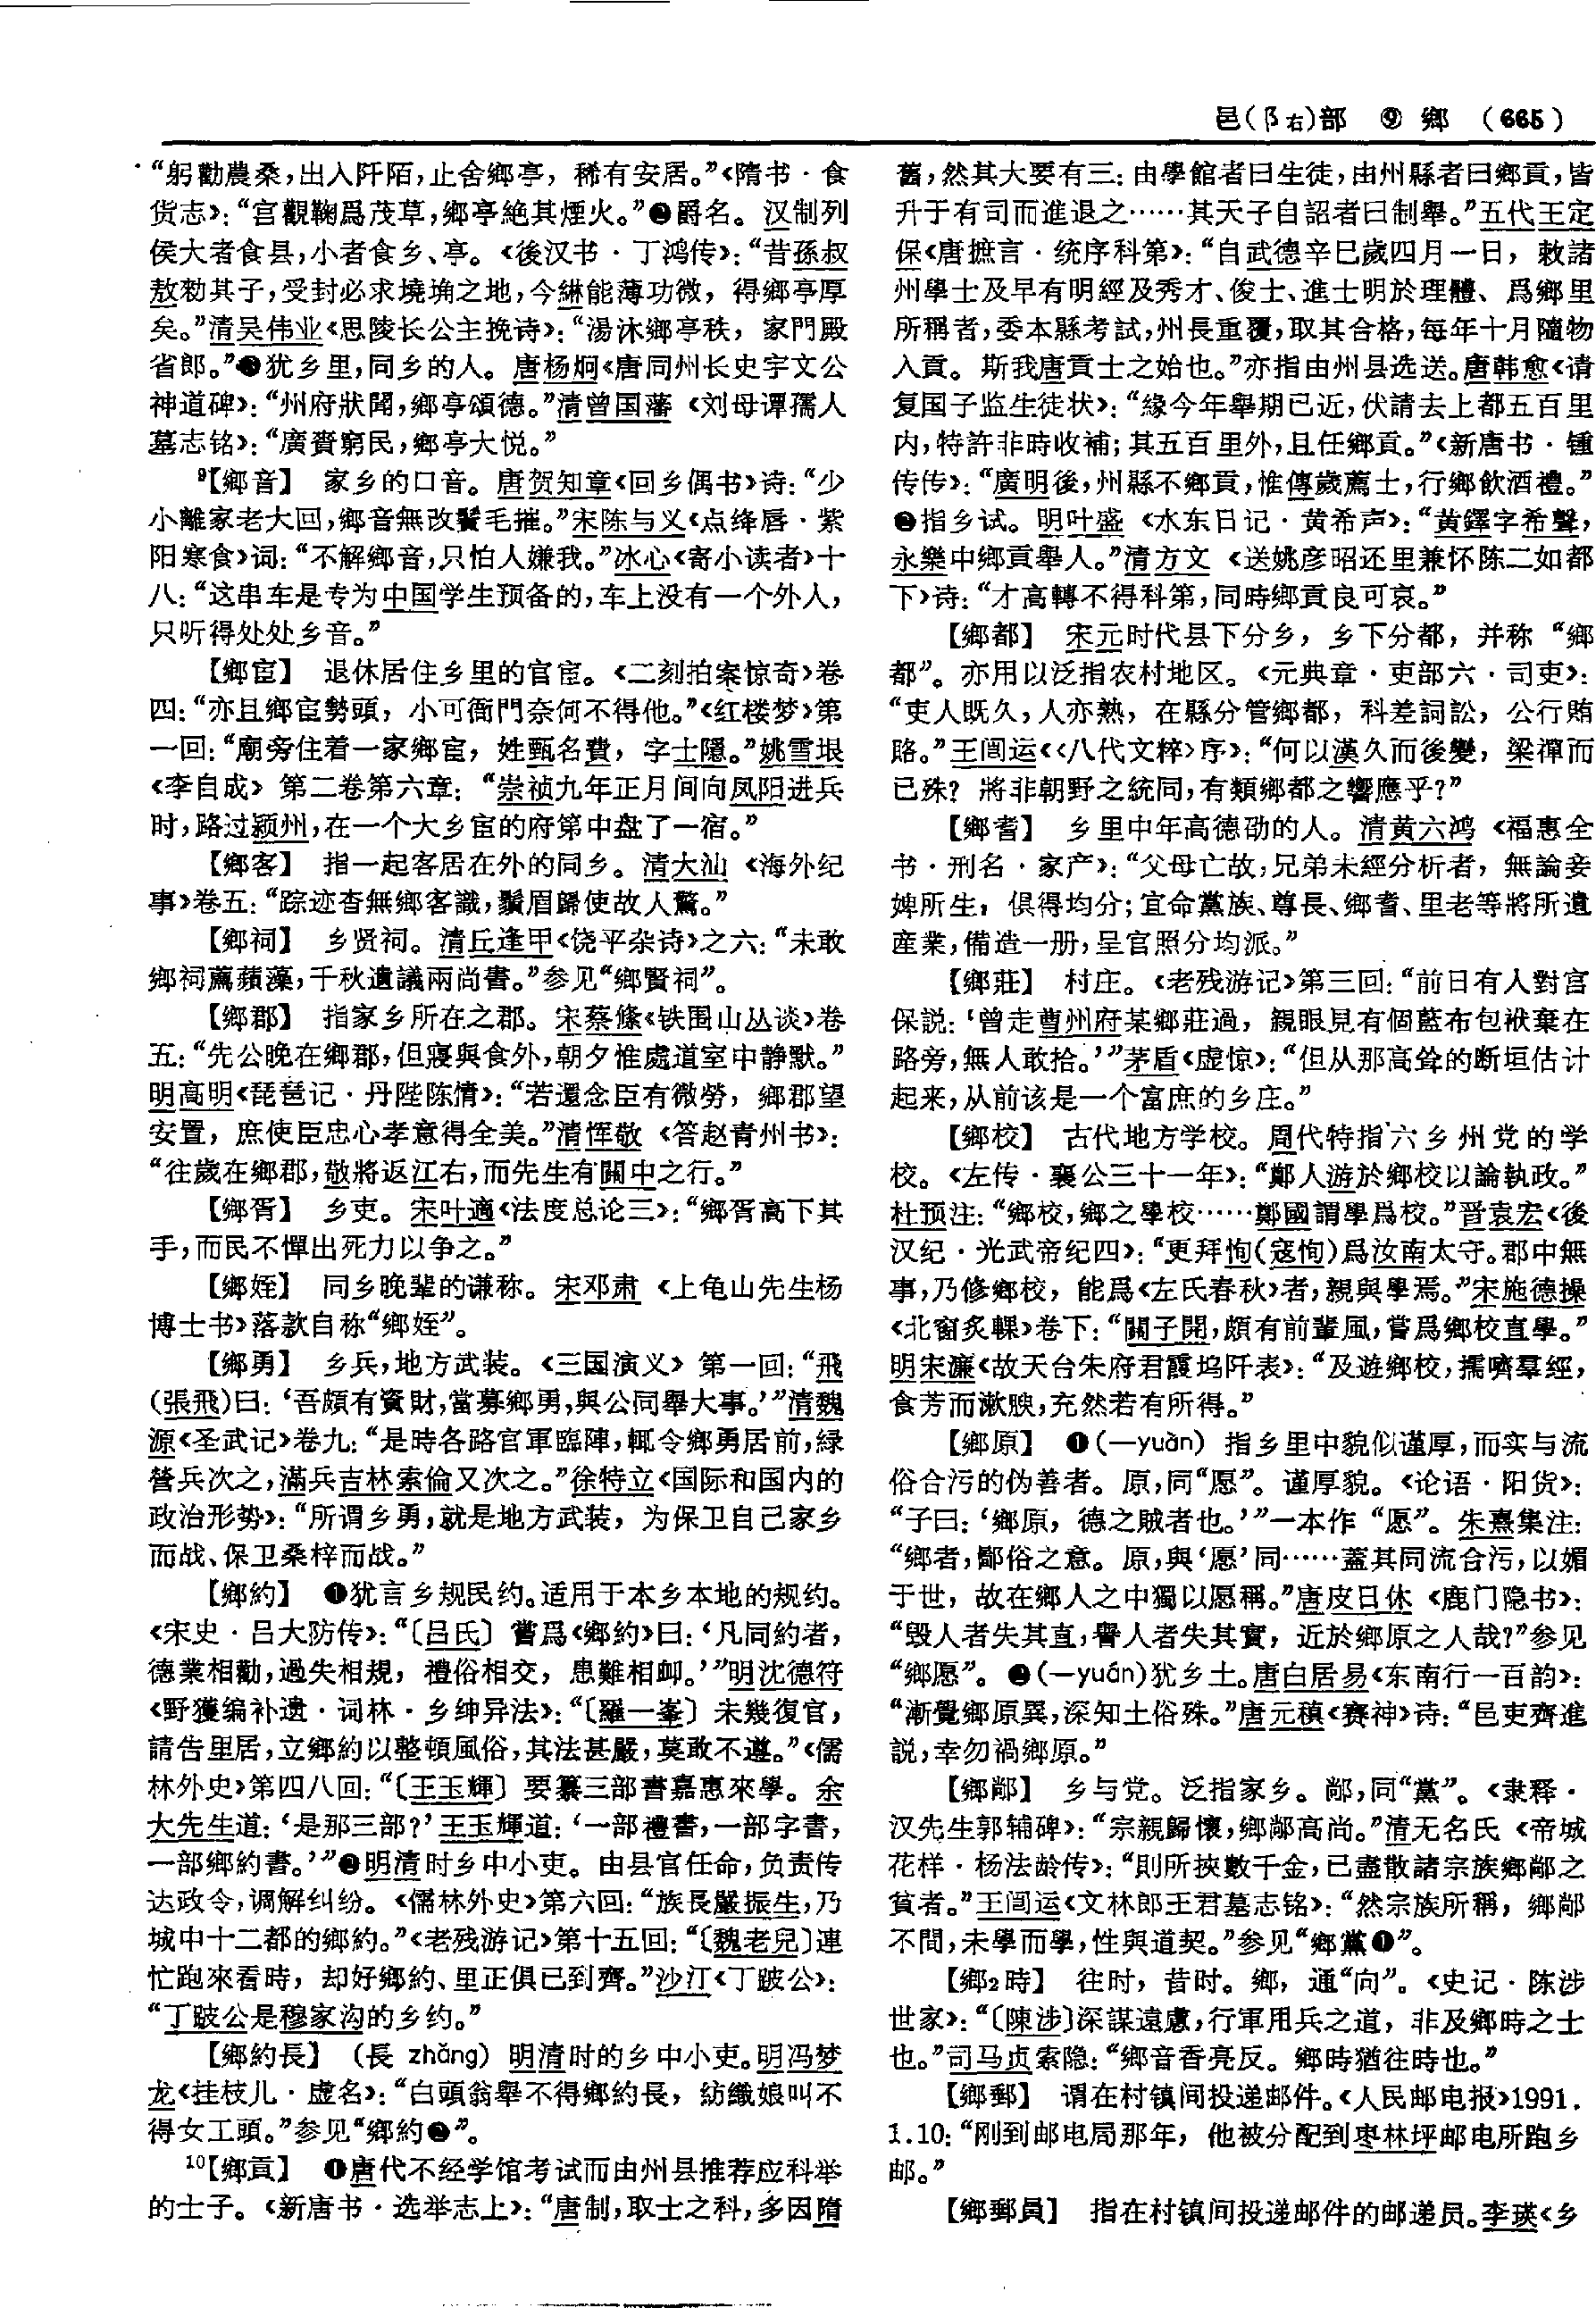 邑(阝右)部 ⑨ 鄉 (665)
“躬勸農桑,出入阡陌,止舍鄉亭,稀有安居。”《隋书·食
货志》:“宫觀鞠爲茂草,鄉亭絶其煙火。”❷爵名。汉制列
侯大者食县,小者食乡、亭。《後汉书·丁鸿传》:“昔孫叔
敖勑其子,受封必求墝埆之地,今綝能薄功微,得鄉亭厚
矣。”清吴伟业《思陵长公主挽诗》:“湯沐鄉亭秩,家門殿
省郎。”❸犹乡里,同乡的人。唐杨炯《唐同州长史宇文公
神道碑》:“州府狀聞,鄉亭頌德。”清曾国藩《刘母谭孺人
墓志铭》:“廣賚窮民,鄉亭大悦。”
⁹【鄉音】 家乡的口音。唐贺知章《回乡偶书》诗:“少
小離家老大回,鄉音無改鬢毛摧。”宋陈与义《点绛唇·紫
阳寒食》词:“不解鄉音,只怕人嫌我。”冰心《寄小读者》十
八:“这串车是专为中国学生预备的,车上没有一个外人,
只听得处处乡音。”
【鄉宦】 退休居住乡里的官宦。《二刻拍案惊奇》卷
四:“亦且鄉宦勢頭,小可衙門奈何不得他。”《红楼梦》第
一回:“廟旁住着一家鄉宦,姓甄名費,字士隱。”姚雪垠
《李自成》第二卷第六章:“崇祯九年正月间向凤阳进兵
时,路过颍州,在一个大乡宦的府第中盘了一宿。”
【鄉客】 指一起客居在外的同乡。清大汕《海外纪
事》卷五:“踪迹杳無鄉客識,鬚眉歸使故人驚。”
【鄉祠】 乡贤祠。清丘逢甲《饶平杂诗》之六:“未敢
鄉祠薦蘋藻,千秋遺議兩尚書。”参见“鄉賢祠”。
【鄉郡】 指家乡所在之郡。宋蔡絛《铁围山丛谈》卷
五:“先公晚在鄉郡,但寢與食外,朝夕惟處道室中静默。”
明高明《琵琶记·丹陛陈情》:“若還念臣有微勞,鄉郡望
安置,庶使臣忠心孝意得全美。”清恽敬《答赵青州书》:
“往歲在鄉郡,敬將返江右,而先生有關中之行。”
【鄉胥】 乡吏。宋叶適《法度总论三》:“鄉胥高下其
手,而民不憚出死力以争之。”
【鄉姪】 同乡晚辈的谦称。宋邓肃《上龟山先生杨
博士书》落款自称“鄉姪”。
【鄉勇】 乡兵,地方武装。《三国演义》第一回:“飛
(張飛)曰:‘吾頗有資財,當募鄉勇,與公同舉大事。’”清魏
源《圣武记》卷九:“是時各路官軍臨陣,輒令鄉勇居前,緑
營兵次之,滿兵吉林索倫又次之。”徐特立《国际和国内的
政治形势》:“所谓乡勇,就是地方武装,为保卫自己家乡
而战、保卫桑梓而战。”
【鄉約】 ❶犹言乡规民约。适用于本乡本地的规约。
《宋史·吕大防传》:“〔吕氏〕嘗爲《鄉約》曰:‘凡同約者,
德業相勸,過失相規,禮俗相交,患難相卹。’”明沈德符
《野獲编补遗·词林·乡绅异法》:“〔羅一峯〕未幾復官,
請告里居,立鄉約以整頓風俗,其法甚嚴,莫敢不遵。”《儒
林外史》第四八回:“〔王玉輝〕要纂三部書嘉惠來學。余
大先生道:‘是那三部?’王玉輝道:‘一部禮書,一部字書,
一部鄉約書。’”❷明清时乡中小吏。由县官任命,负责传
达政令,调解纠纷。《儒林外史》第六回:“族長嚴振生,乃
城中十二都的鄉約。”《老残游记》第十五回:“〔魏老兒〕連
忙跑來看時,却好鄉約、里正俱已到齊。”沙汀《丁跛公》:
“丁跛公是穆家沟的乡约。”
【鄉約長】 (長 zhǎng)明清时的乡中小吏。明冯梦
龙《挂枝儿·虚名》:“白頭翁舉不得鄉約長,紡織娘叫不
得女工頭。”参见“鄉約❷”。
¹⁰【鄉貢】 ❶唐代不经学馆考试而由州县推荐应科举
的士子。《新唐书·选举志上》:“唐制,取士之科,多因隋
舊,然其大要有三:由學館者曰生徒,由州縣者曰鄉貢,皆
升于有司而進退之……其天子自詔者曰制舉。”五代王定
保《唐摭言·统序科第》:“自武德辛巳歲四月一日,敕諸
州學士及早有明經及秀才、俊士、進士明於理體、爲鄉里
所稱者,委本縣考試,州長重覆,取其合格,每年十月隨物
入貢。斯我唐貢士之始也。”亦指由州县选送。唐韩愈《请
复国子监生徒状》:“緣今年舉期已近,伏請去上都五百里
内,特許非時收補;其五百里外,且任鄉貢。”《新唐书·锺
传传》:“廣明後,州縣不鄉貢,惟傳歲薦士,行鄉飲酒禮。”
❷指乡试。明叶盛《水东日记·黄希声》:“黄鐸字希聲,
永樂中鄉貢舉人。”清方文《送姚彦昭还里兼怀陈二如都
下》诗:“才高轉不得科第,同時鄉貢良可哀。”
【鄉都】 宋元时代县下分乡,乡下分都,并称“鄉
都”。亦用以泛指农村地区。《元典章·吏部六·司吏》:
“吏人既久,人亦熟,在縣分管鄉都,科差詞訟,公行賄
賂。”王闿运《〈八代文粹〉序》:“何以漢久而後變,梁禪而
已殊?將非朝野之統同,有類鄉都之響應乎?”
【鄉耆】 乡里中年高德劭的人。清黄六鸿《福惠全
书·刑名·家产》:“父母亡故,兄弟未經分析者,無論妾
婢所生,俱得均分;宜命黨族、尊長、鄉耆、里老等將所遺
産業,備造一册,呈官照分均派。”
【鄉莊】 村庄。《老残游记》第三回:“前日有人對宫
保説:‘曾走曹州府某鄉莊過,親眼見有個藍布包袱棄在
路旁,無人敢拾。’”茅盾《虚惊》:“但从那高耸的断垣估计
起来,从前该是一个富庶的乡庄。”
【鄉校】 古代地方学校。周代特指六乡州党的学
校。《左传·襄公三十一年》:“鄭人游於鄉校以論執政。”
杜预注:“鄉校,鄉之學校……鄭國謂學爲校。”晋袁宏《後
汉纪·光武帝纪四》:“更拜恂(寇恂)爲汝南太守。郡中無
事,乃修鄉校,能爲《左氏春秋》者,親與學焉。”宋施德操
《北窗炙輠》卷下:“關子開,頗有前輩風,嘗爲鄉校直學。”
明宋濂《故天台朱府君霞坞阡表》:“及遊鄉校,擩嚌羣經,
食芳而漱腴,充然若有所得。”
【鄉原】 ❶(—yuàn)指乡里中貌似谨厚,而实与流
俗合污的伪善者。原,同“愿”。谨厚貌。《论语·阳货》:
“子曰:‘鄉原,德之賊者也。’”一本作“愿”。朱熹集注:
“鄉者,鄙俗之意。原,與‘愿’同……蓋其同流合污,以媚
于世,故在鄉人之中獨以愿稱。”唐皮日休《鹿门隐书》:
“毁人者失其直,譽人者失其實,近於鄉原之人哉?”参见
“鄉愿”。❷(—yuán)犹乡土。唐白居易《东南行一百韵》:
“漸覺鄉原異,深知土俗殊。”唐元稹《赛神》诗:“邑吏齊進
説,幸勿禍鄉原。”
【鄉鄙】 乡与党。泛指家乡。鄙,同“黨”。《隶释·
汉先生郭辅碑》:“宗親歸懷,鄉鄙高尚。”清无名氏《帝城
花样·杨法龄传》:“則所挾數千金,已盡散諸宗族鄉鄙之
貧者。”王闿运《文林郎王君墓志铭》:“然宗族所稱,鄉鄙
不間,未學而學,性與道契。”参见“鄉黨❶”。
【鄉₂時】 往时,昔时。鄉,通“向”。《史记·陈涉
世家》:“〔陳涉〕深謀遠慮,行軍用兵之道,非及鄉時之士
也。”司马贞索隐:“鄉音香亮反。鄉時猶往時也。”
【鄉郵】 谓在村镇间投递邮件。《人民邮电报》1991.
1.10:“刚到邮电局那年,他被分配到枣林坪邮电所跑乡
邮。”
【鄉郵員】 指在村镇间投递邮件的邮递员。李瑛《乡